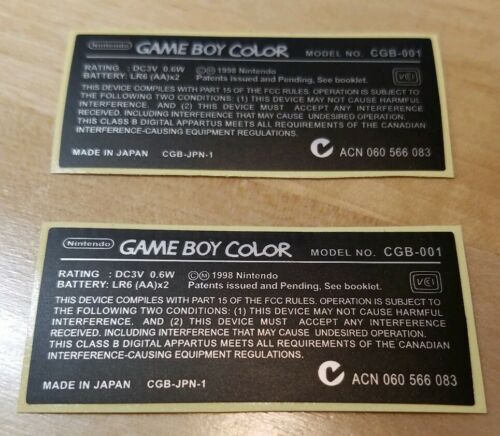 Nintendo GAME BOY COLOR MODEL NO. CGB-001
RATING : DC3V 0.6W ©Ⓜ 1998 Nintendo
BATTERY: LR6 (AA)x2 Patents issued and Pending, See booklet. VCI
THIS DEVICE COMPILES WITH PART 15 OF THE FCC RULES. OPERATION IS SUBJECT TO
THE FOLLOWING TWO CONDITIONS: (1) THIS DEVICE MAY NOT CAUSE HARMFUL
INTERFERENCE. AND (2) THIS DEVICE MUST ACCEPT ANY INTERFERENCE
RECEIVED. INCLUDING INTERFERENCE THAT MAY CAUSE UNDESIRED OPERATION.
THIS CLASS B DIGITAL APPARTUS MEETS ALL REQUIREMENTS OF THE CANADIAN
INTERFERENCE-CAUSING EQUIPMENT REGULATIONS.
MADE IN JAPAN CGB-JPN-1 ACN 060 566 083
Nintendo GAME BOY COLOR MODEL NO. CGB-001
RATING : DC3V 0.6W ©Ⓜ 1998 Nintendo
BATTERY: LR6 (AA)x2 Patents issued and Pending, See booklet. VCI
THIS DEVICE COMPILES WITH PART 15 OF THE FCC RULES. OPERATION IS SUBJECT TO
THE FOLLOWING TWO CONDITIONS: (1) THIS DEVICE MAY NOT CAUSE HARMFUL
INTERFERENCE. AND (2) THIS DEVICE MUST ACCEPT ANY INTERFERENCE
RECEIVED. INCLUDING INTERFERENCE THAT MAY CAUSE UNDESIRED OPERATION.
THIS CLASS B DIGITAL APPARTUS MEETS ALL REQUIREMENTS OF THE CANADIAN
INTERFERENCE-CAUSING EQUIPMENT REGULATIONS.
MADE IN JAPAN CGB-JPN-1 ACN 060 566 083